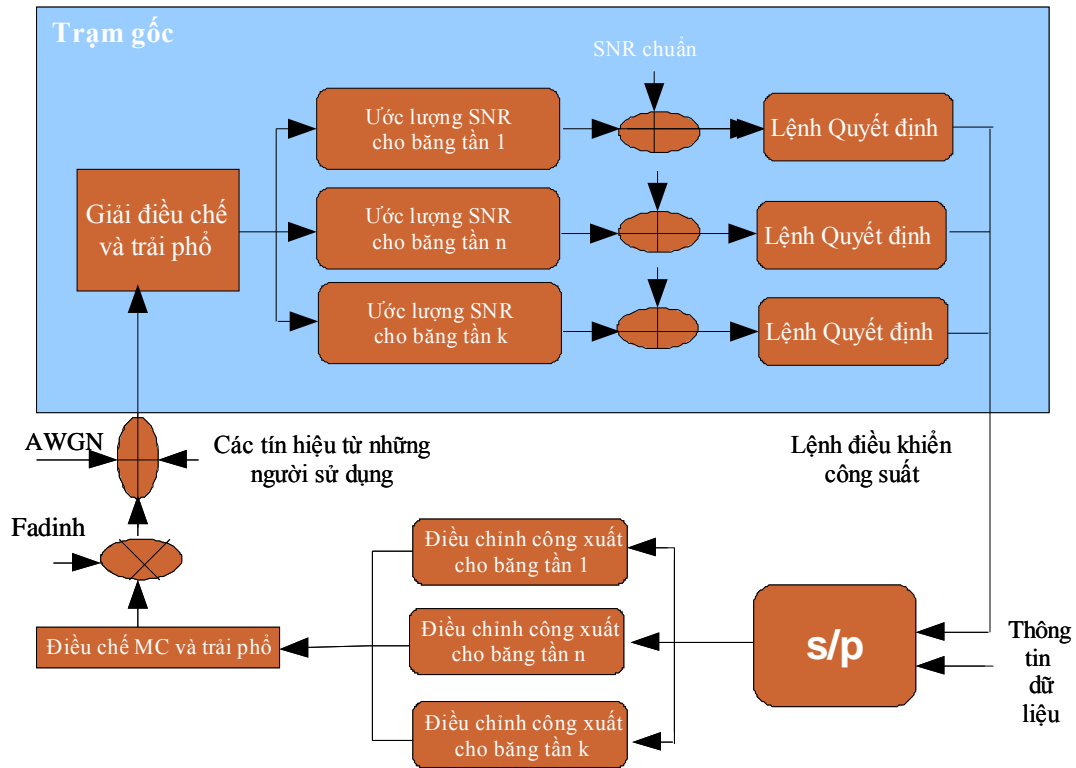 Trạm gốc
SNR chuẩn
Ước lượng SNR
cho băng tần 1
Lệnh Quyết định
Giải điều chế
và trải phổ
Ước lượng SNR
cho băng tần n
Lệnh Quyết định
Ước lượng SNR
cho băng tần k
Lệnh Quyết định
AWGN
Các tín hiệu từ những
người sử dụng
Lệnh điều khiển
công suất
Fadinh
Điều chỉnh công xuất
cho băng tần 1
Điều chế MC và trải phổ
Điều chỉnh công xuất
cho băng tần n
s/p
Thông
tin
dữ
liệu
Điều chỉnh công xuất
cho băng tần k